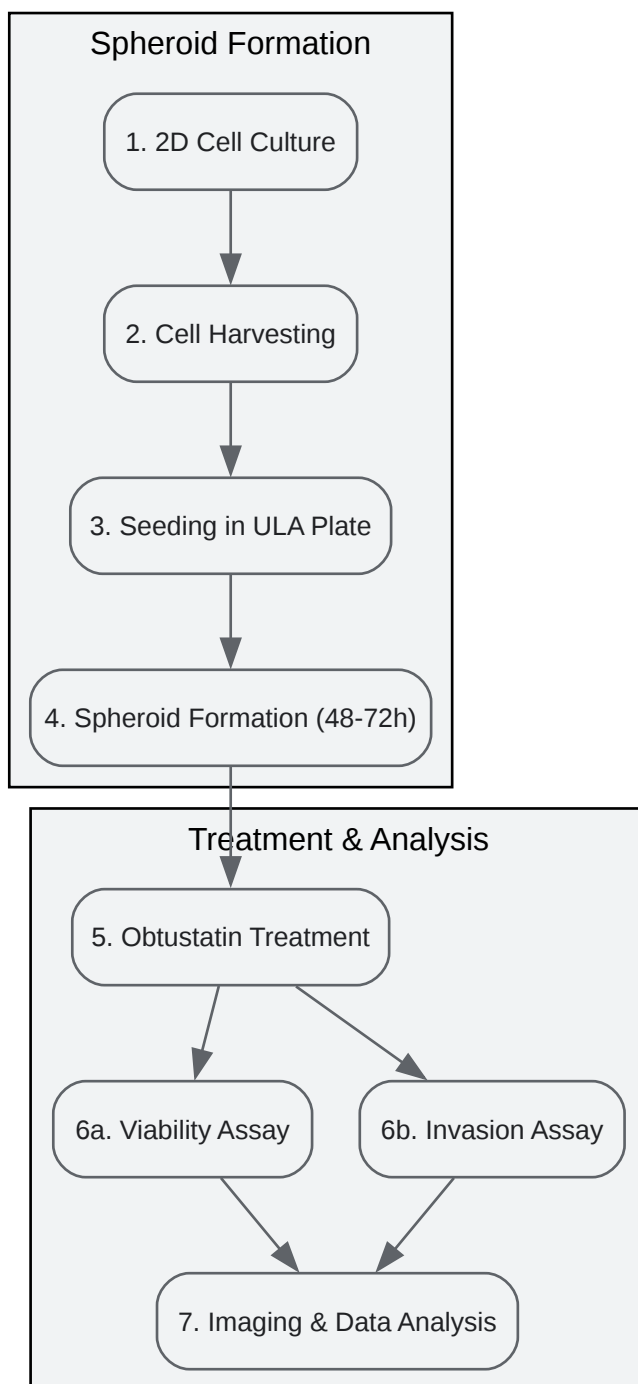 Spheroid Formation
1. 2D Cell Culture
2. Cell Harvesting
3. Seeding in ULA Plate
4. Spheroid Formation (48-72h)
Treatment & Analysis
5. Obtustatin Treatment
6a. Viability Assay
6b. Invasion Assay
7. Imaging & Data Analysis